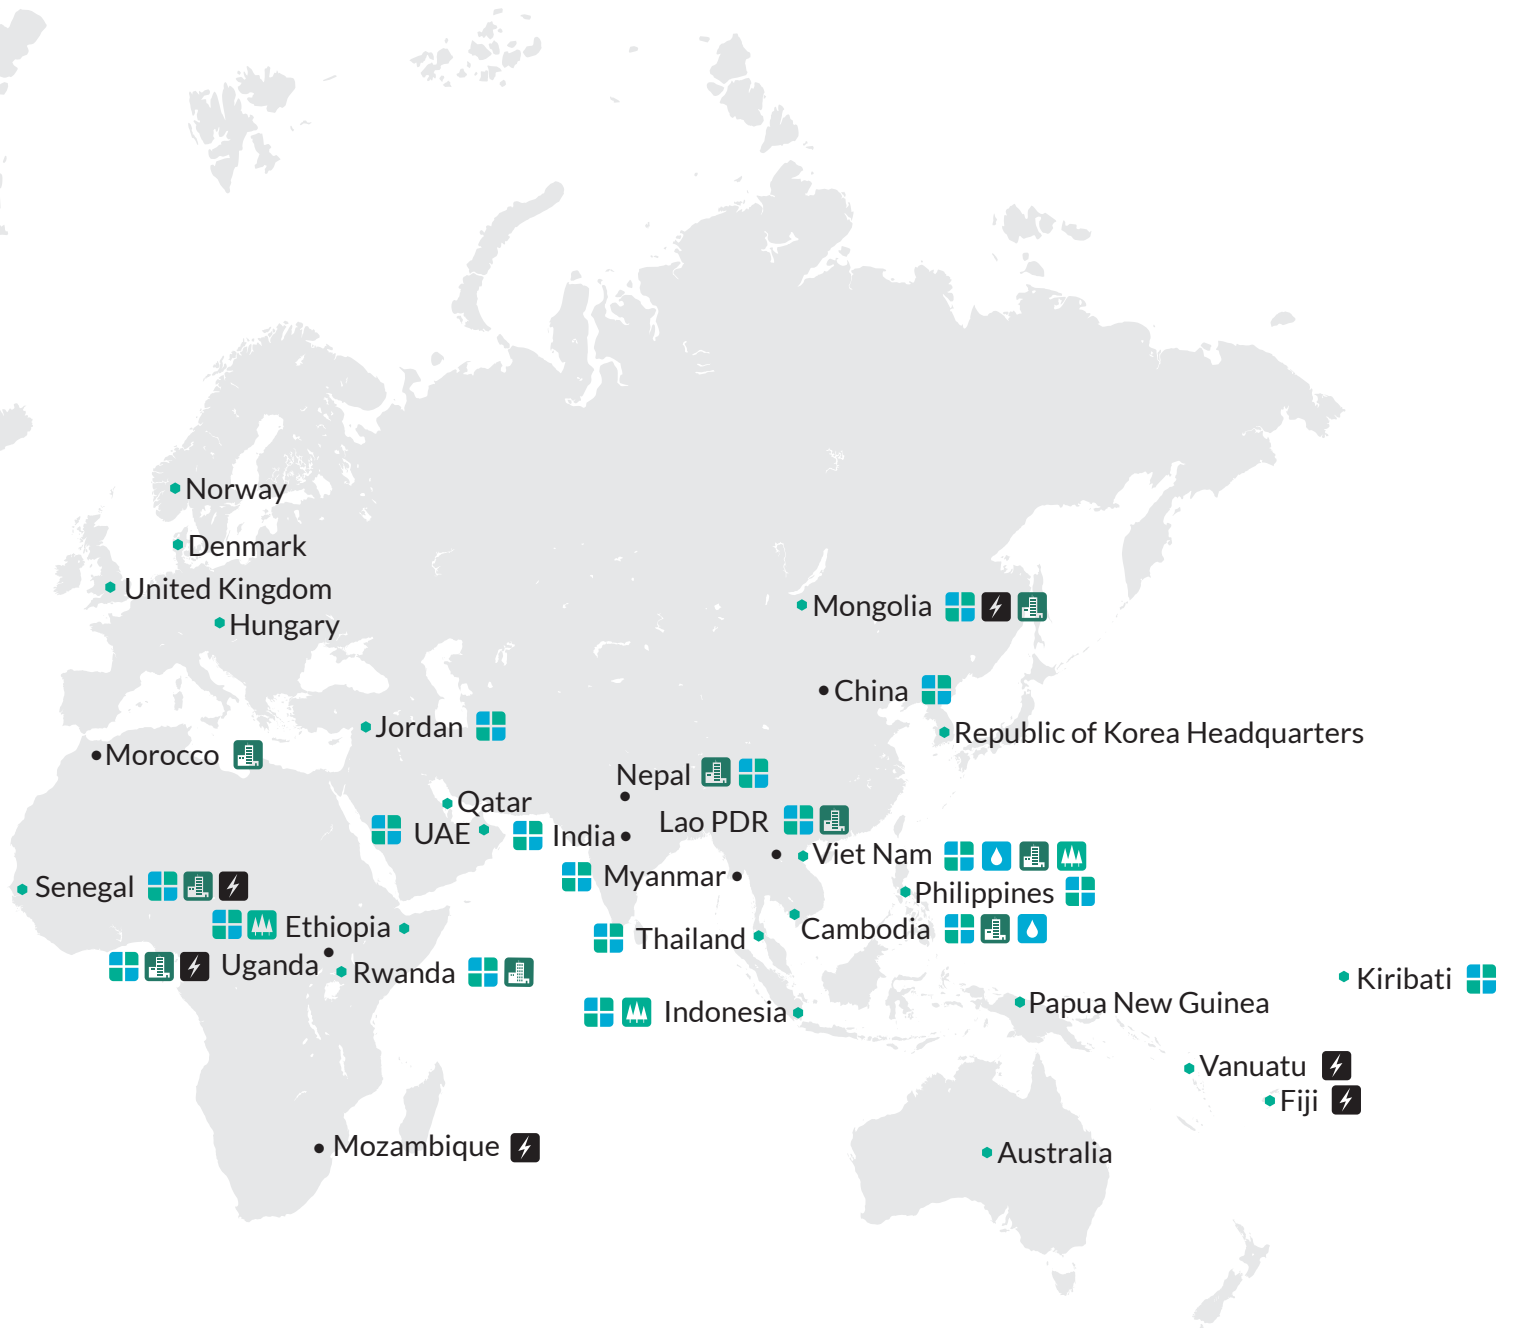 Norway
Denmark
United Kingdom
Hungary
Mongolia
China
Jordan
Republic of Korea Headquarters
Morocco
Nepal
Qatar
Lao PDR
UAE
India
Viet Nam
Myanmar
Senegal
Philippines
Ethiopia
Cambodia
Thailand
Uganda
Rwanda
Kiribati
Papua New Guinea
Indonesia
Vanuatu
Fiji
Mozambique
Australia